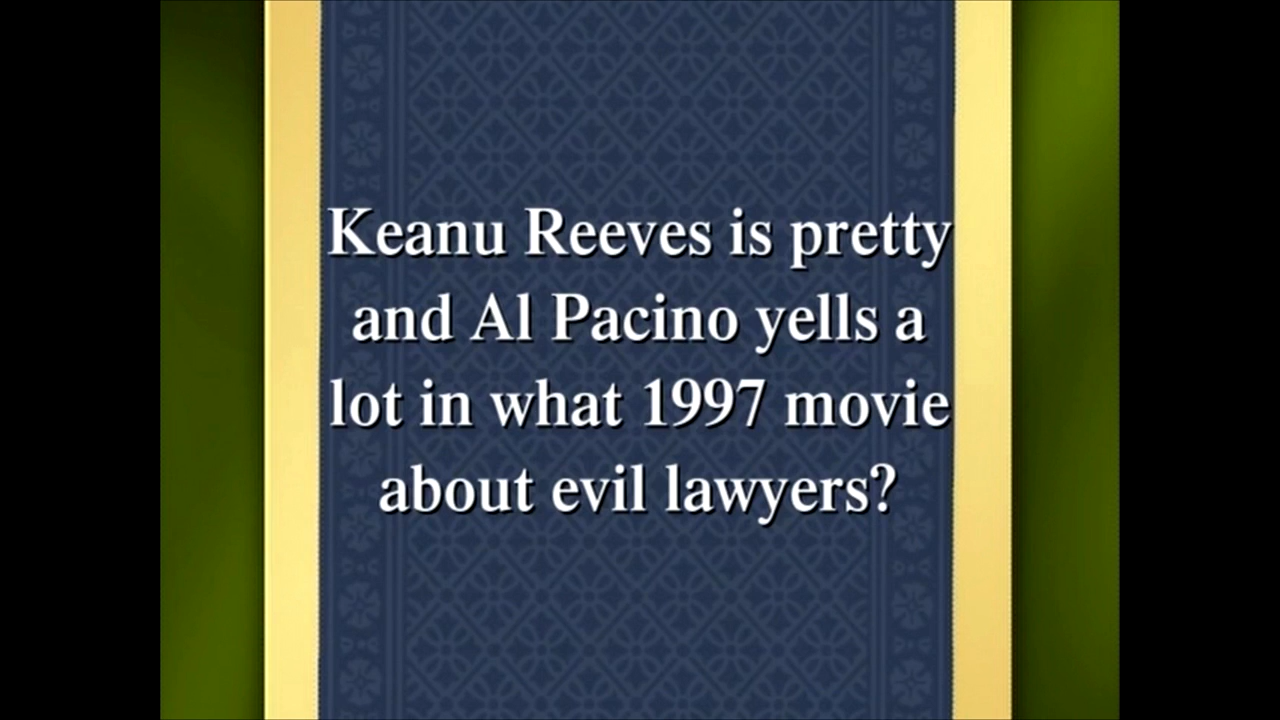 Keanu Reeves is pretty
and Al Pacino yells a
lot in what 1997 movie
about evil lawyers?